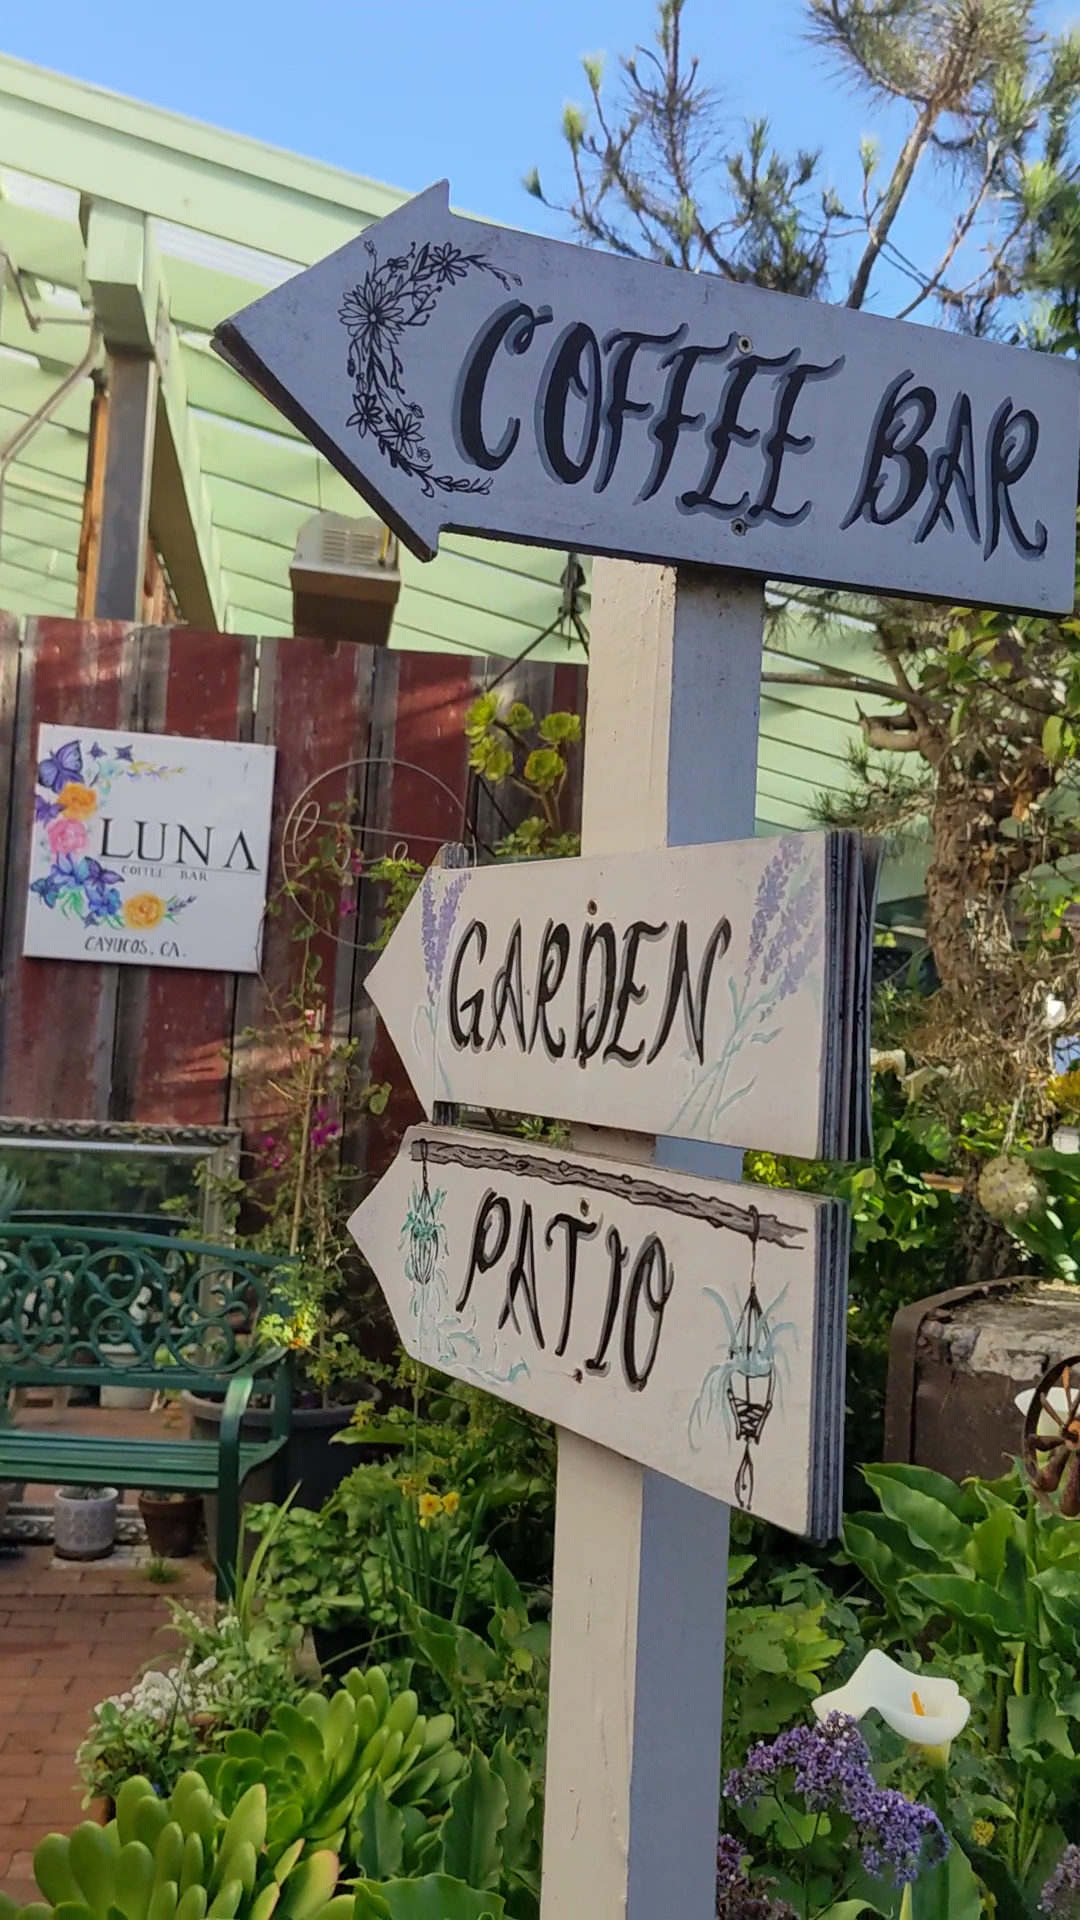 COFFEE BAR
LUNA
COFFEE BAR
CAYUCOS, CA.
GARDEN
PATIO